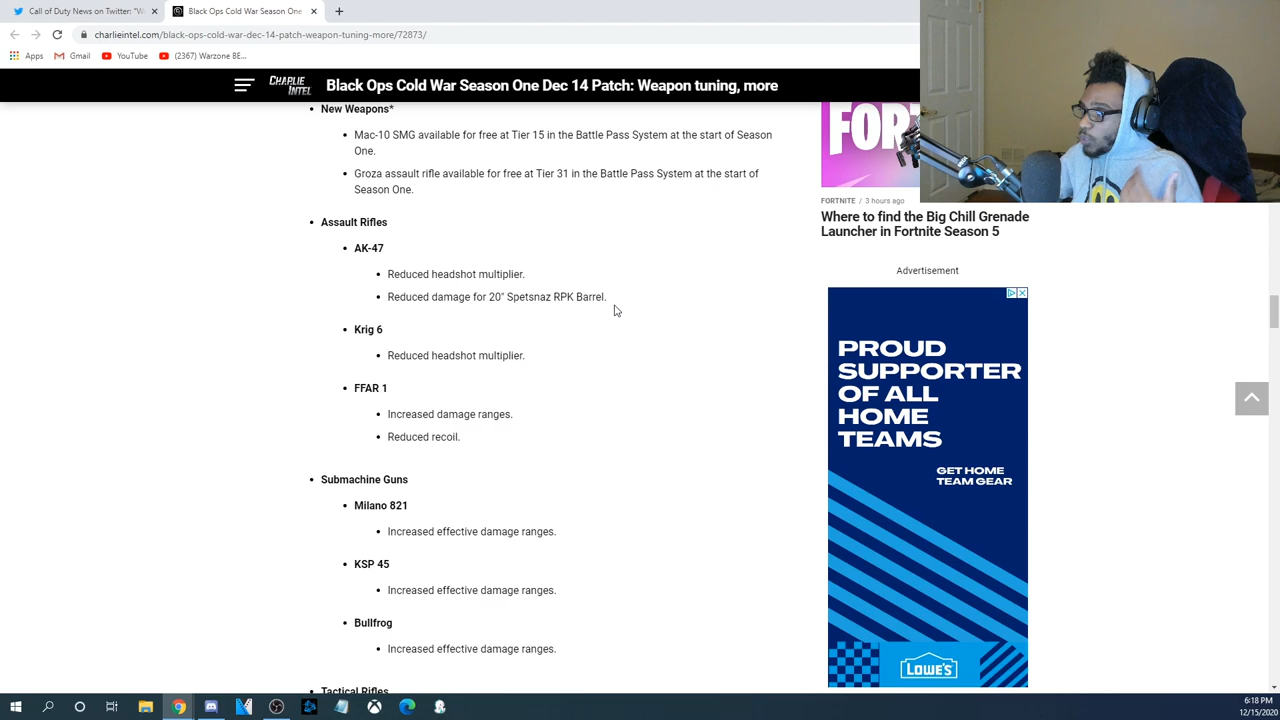 Call of Duty News on Twitter: "W
Black Ops Cold War Season One D
charlieintel.com/black-ops-cold-war-dec-14-patch-weapon-tuning-more/72873/
Apps
Gmail
YouTube
(2367) Warzone BE...
CHARLIE INTEL
Black Ops Cold War Season One Dec 14 Patch: Weapon tuning, more
New Weapons*
Mac-10 SMG available for free at Tier 15 in the Battle Pass System at the start of Season
One.
Groza assault rifle available for free at Tier 31 in the Battle Pass System at the start of
Season One.
Assault Rifles
AK-47
Reduced headshot multiplier.
Reduced damage for 20" Spetsnaz RPK Barrel.
Krig 6
Reduced headshot multiplier.
FFAR 1
Increased damage ranges.
Reduced recoil.
Submachine Guns
Milano 821
Increased effective damage ranges.
KSP 45
Increased effective damage ranges.
Bullfrog
Increased effective damage ranges.
Tactical Rifles
FORTNITE / 3 hours ago
Where to find the Big Chill Grenade
Launcher in Fortnite Season 5
Advertisement
PROUD
SUPPORTER
OF ALL
HOME
TEAMS
GET HOME
TEAM GEAR
LOWE'S
6:18 PM
12/15/2020